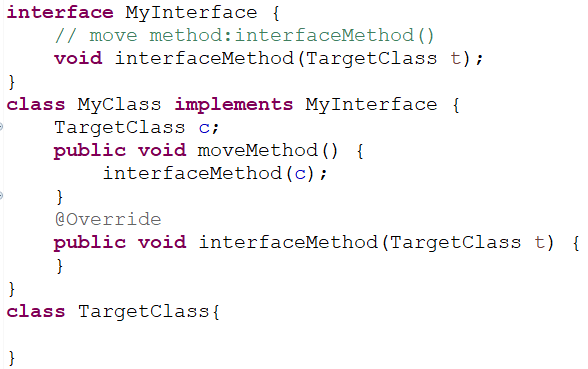 interface MyInterface {
    // move method:interfaceMethod()
    void interfaceMethod(TargetClass t);
}
class MyClass implements MyInterface {
    TargetClass c;
    public void moveMethod() {
        interfaceMethod(c);
    }
    @Override
    public void interfaceMethod(TargetClass t) {
    }
}
class TargetClass{

}